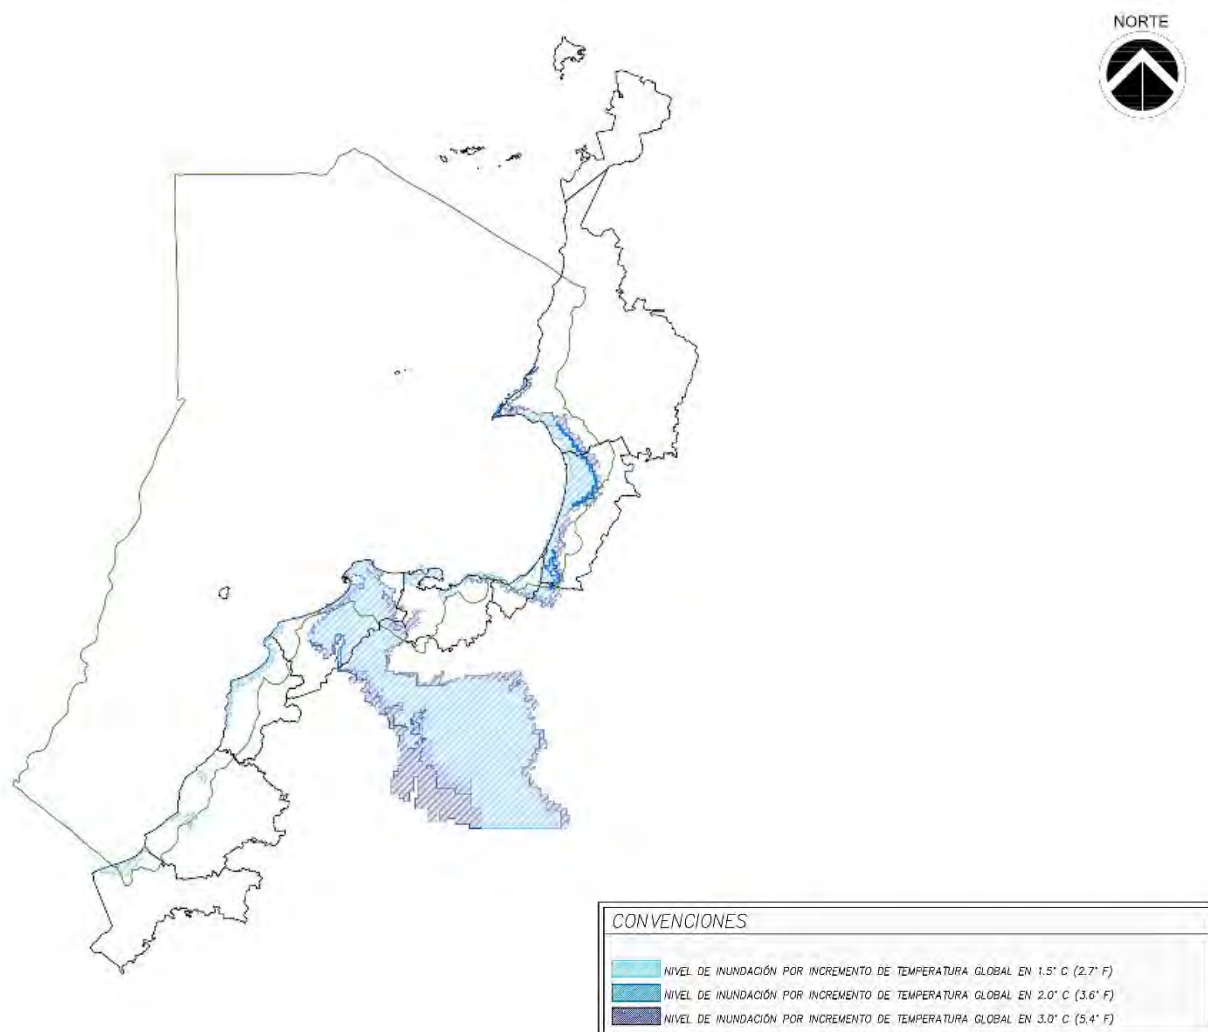 NORTE
CONVENCIONES
NIVEL DE INUNDACIÓN POR INCREMENTO DE TEMPERATURA GLOBAL EN 1.5° C (2.7° F)
NIVEL DE INUNDACIÓN POR INCREMENTO DE TEMPERATURA GLOBAL EN 2.0° C (3.6° F)
NIVEL DE INUNDACIÓN POR INCREMENTO DE TEMPERATURA GLOBAL EN 3.0° C (5.4° F)